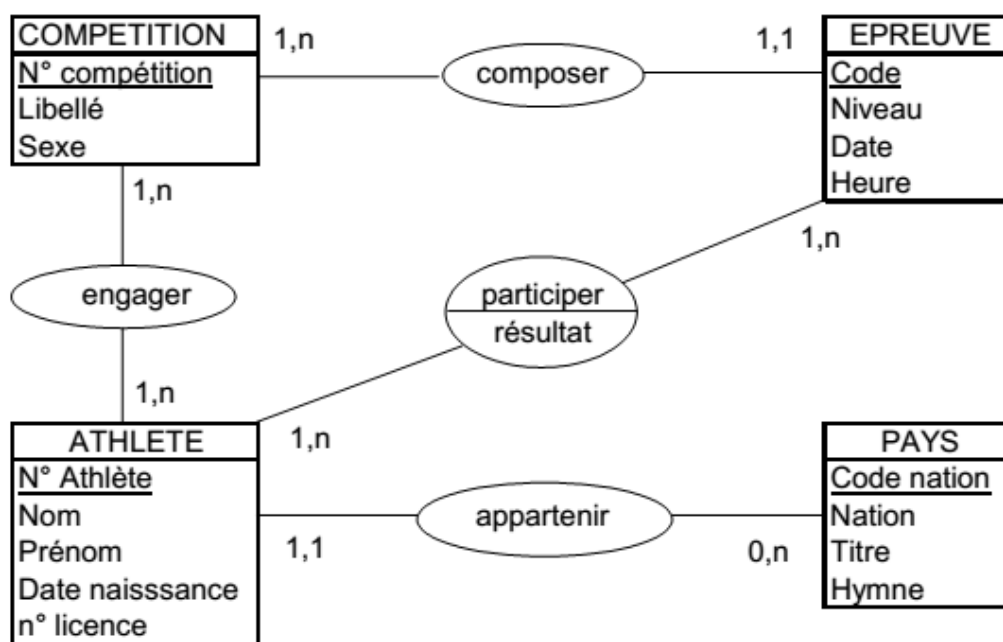 COMPETITION
N° compétition
Libellé
Sexe
1,n
composer
1,1
EPREUVE
Code
Niveau
Date
Heure
1,n
engager
1,n
participer
résultat
1,n
1,n
ATHLETE
N° Athlète
Nom
Prénom
Date naisssance
n° licence
1,1
appartenir
0,n
PAYS
Code nation
Nation
Titre
Hymne